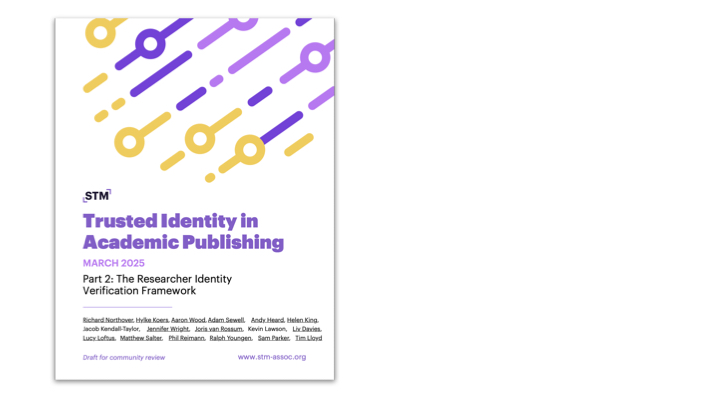 STM
Trusted Identity in
Academic Publishing
MARCH 2025
Part 2: The Researcher Identity
Verification Framework
Richard Northover, Hylke Koers, Aaron Wood, Adam Sewell, Andy Heard, Helen King,
Jacob Kendall-Taylor, Jennifer Wright, Joris van Rossum, Kevin Lawson, Liv Davies,
Lucy Loftus, Matthew Salter, Phil Reimann, Ralph Youngen, Sam Parker, Tim Lloyd
Draft for community review
www.stm-assoc.org